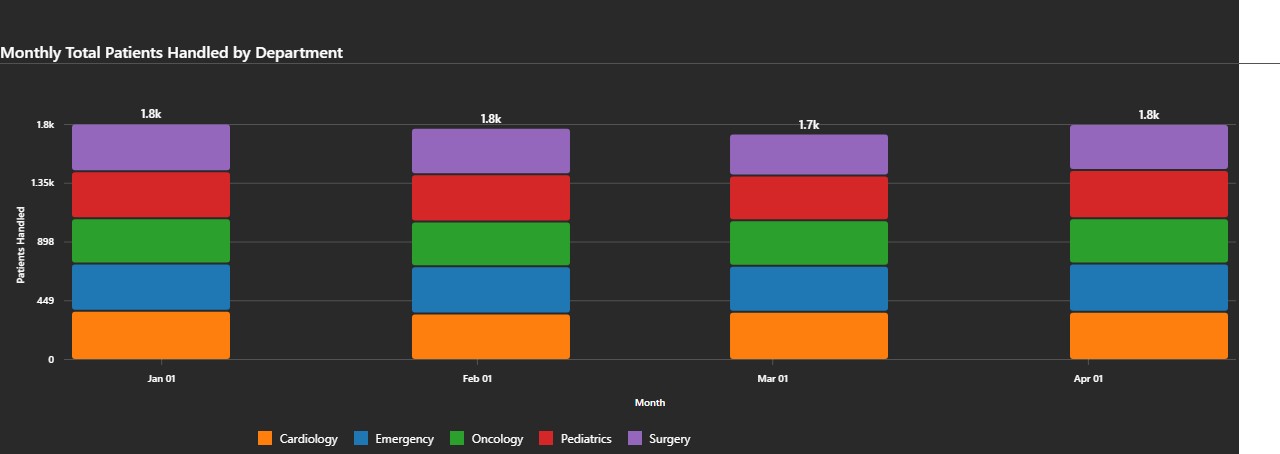 Monthly Total Patients Handled by Department
1.8k
1.8k
1.7k
1.8k
1.8k
1.35k
898
449
0
Patients Handled
Jan 01
Feb 01
Mar 01
Apr 01
Month
Cardiology
Emergency
Oncology
Pediatrics
Surgery